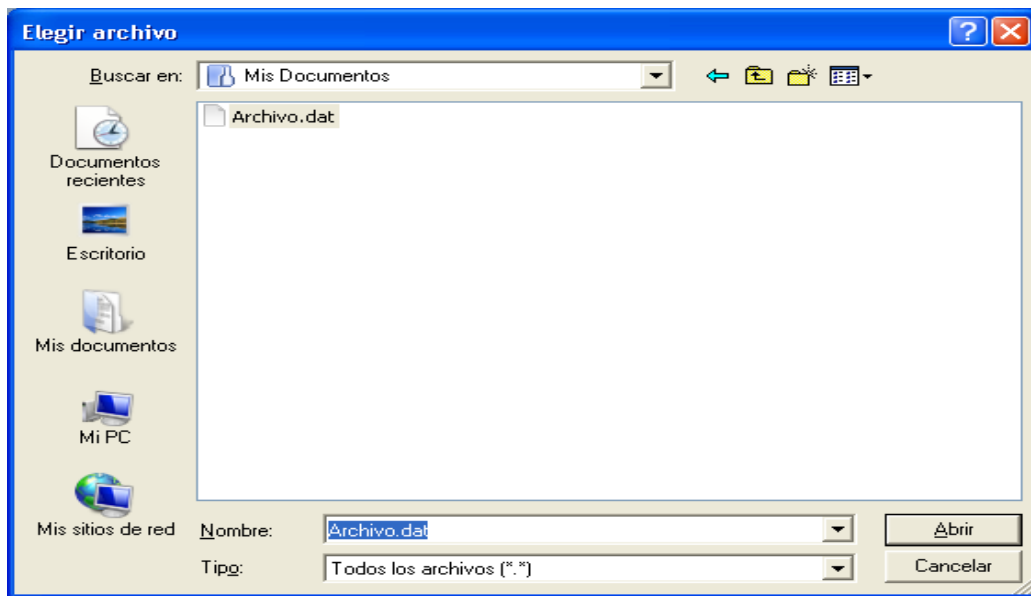 Elegir archivo
Buscar en:
Mis Documentos
Archivo.dat
Documentos
recientes
Escritorio
Mis documentos
Mi PC
Mis sitios de red
Nombre:
Archivo.dat
Abrir
Tipo:
Todos los archivos (*.*)
Cancelar